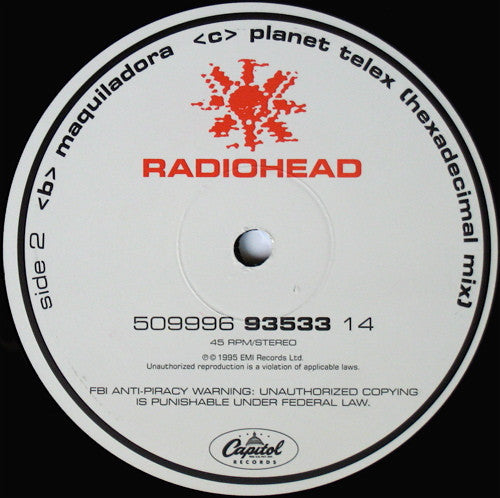 side 2 <b> maquiladora <c> planet telex (hexadecimal mix)
RADIOHEAD
509996 93533 14
45 RPM/STEREO
℗ © 1995 EMI Records Ltd.
Unauthorized reproduction is a violation of applicable laws.
FBI ANTI-PIRACY WARNING: UNAUTHORIZED COPYING
IS PUNISHABLE UNDER FEDERAL LAW.
Capitol
RECORDS